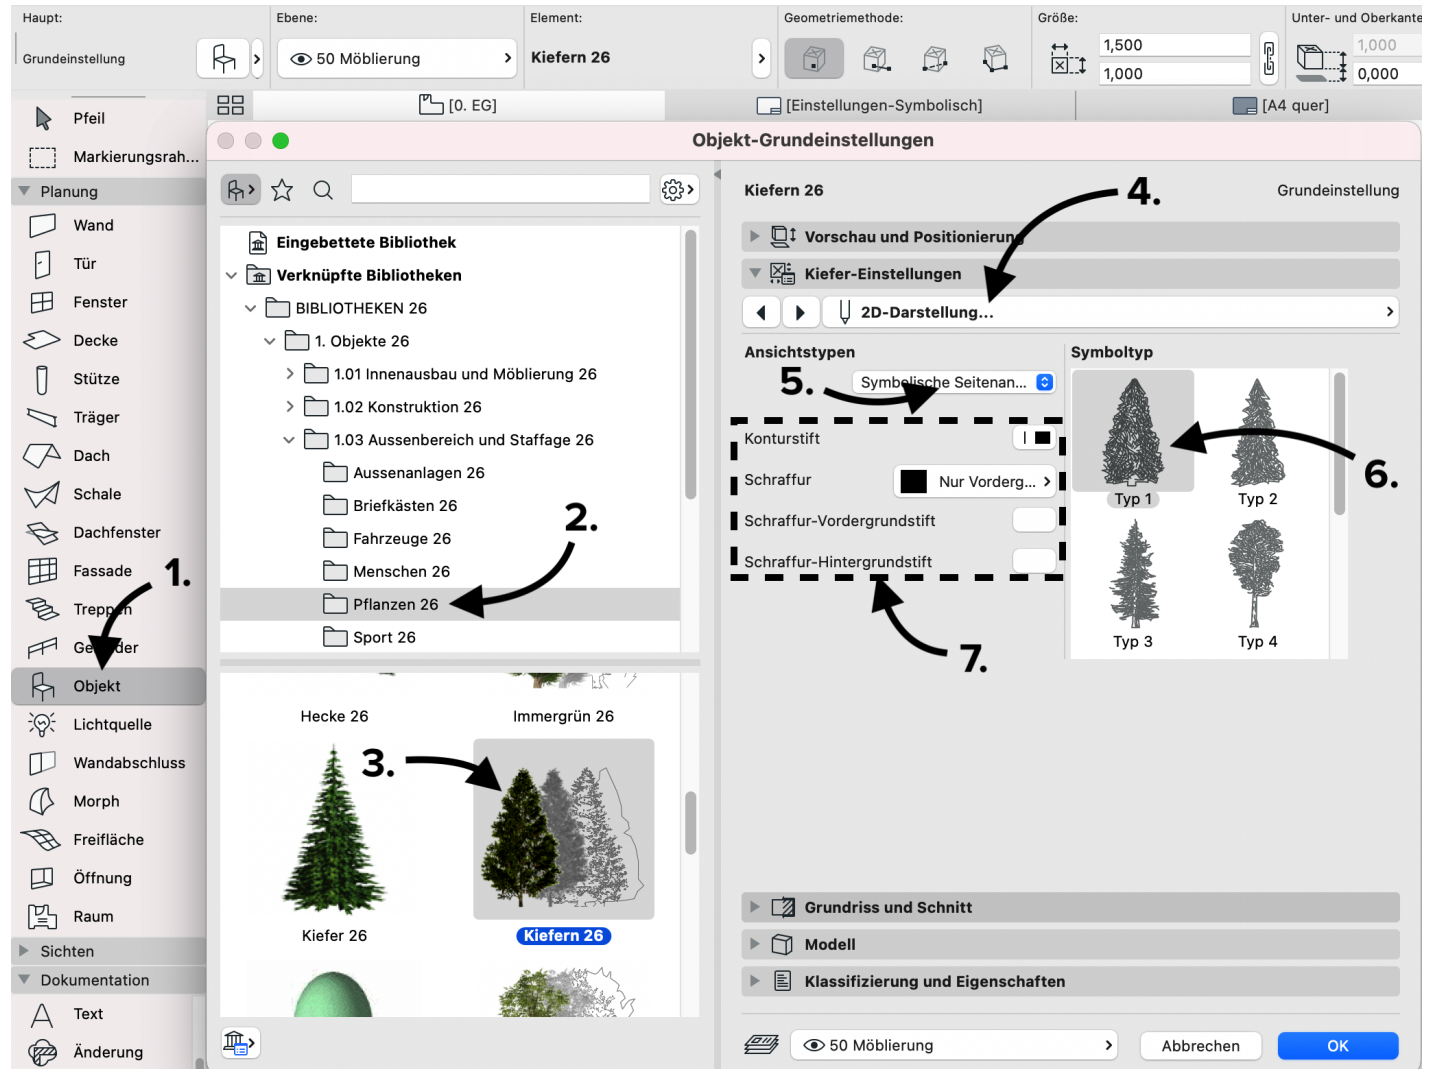 Haupt:
Ebene:
Element:
Geometriemethode:
Größe:
Unter- und Oberkante
Grundeinstellung
50 Möblierung
Kiefern 26
1,500
1,000
1,000
0,000
[0. EG]
[Einstellungen-Symbolisch]
[A4 quer]
Pfeil
Markierungsrah...
Planung
Wand
Tür
Fenster
Decke
Stütze
Träger
Dach
Schale
Dachfenster
Fassade
1.
Treppen
Objekt
Lichtquelle
Wandabschluss
Morph
Freifläche
Öffnung
Raum
Sichten
Dokumentation
Text
Änderung
Objekt-Grundeinstellungen
Eingebettete Bibliothek
Verknüpfte Bibliotheken
BIBLIOTHEKEN 26
1. Objekte 26
1.01 Innenausbau und Möblierung 26
1.02 Konstruktion 26
1.03 Aussenbereich und Staffage 26
Aussenanlagen 26
Briefkästen 26
2.
Fahrzeuge 26
Menschen 26
Pflanzen 26
Sport 26
Hecke 26
Immergrün 26
3.
Kiefer 26
Kiefern 26
Kiefern 26
Grundeinstellung
4.
Vorschau und Positionierung
Kiefer-Einstellungen
2D-Darstellung...
Ansichtstypen
5.
Symbolische Seitenan...
Konturstift
Schraffur
Nur Vorderg...
Schraffur-Vordergrundstift
Schraffur-Hintergrundstift
7.
Symboltyp
6.
Typ 1
Typ 2
Typ 3
Typ 4
Grundriss und Schnitt
Modell
Klassifizierung und Eigenschaften
50 Möblierung
Abbrechen
OK